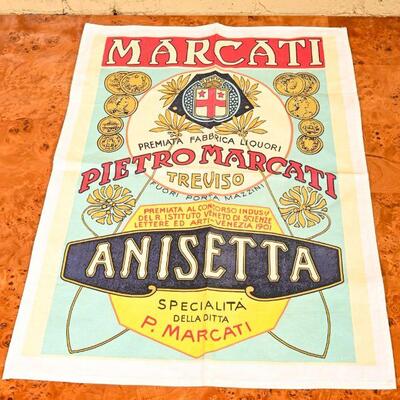 MARCATI
PREMIATA FABBRICA LIQUORI
PIETRO MARCATI
TREVISO
FUORI PORTA MAZZINI
PREMIATA AL CONCORSO INDUSI
DEL R. ISTITUTO VENETO DI SCIENZE
LETTERE ED ARTI-VENEZIA 1901
ANISETTA
SPECIALITÀ
DELLA DITTA
P. MARCATI